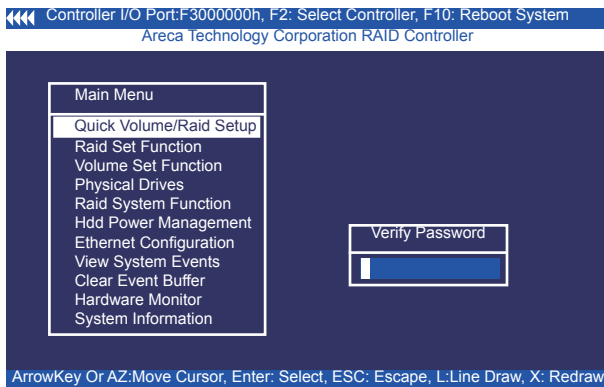 Controller I/O Port:F3000000h, F2: Select Controller, F10: Reboot System
Areca Technology Corporation RAID Controller
Main Menu
Quick Volume/Raid Setup
Raid Set Function
Volume Set Function
Physical Drives
Raid System Function
Hdd Power Management
Ethernet Configuration
View System Events
Clear Event Buffer
Hardware Monitor
System Information
Verify Password
ArrowKey Or AZ:Move Cursor, Enter: Select, ESC: Escape, L:Line Draw, X: Redraw